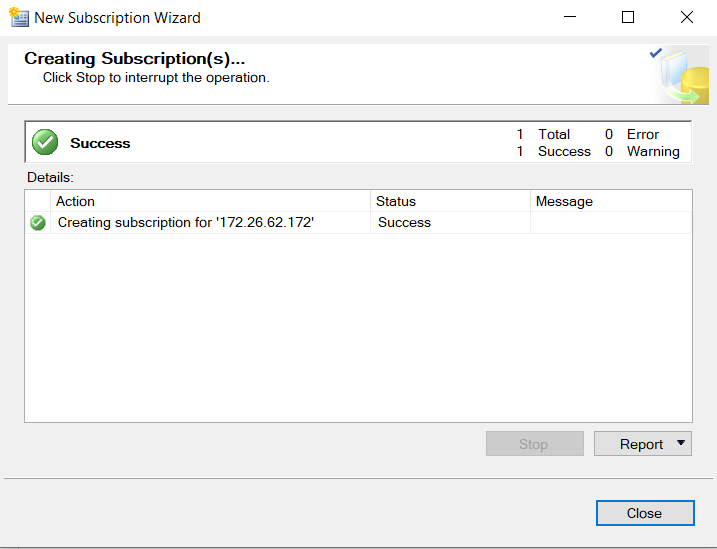 New Subscription Wizard
Creating Subscription(s)...
Click Stop to interrupt the operation.
Success
1 Total 0 Error
1 Success 0 Warning
Details:
Action Status Message
Creating subscription for '172.26.62.172' Success
Stop Report
Close